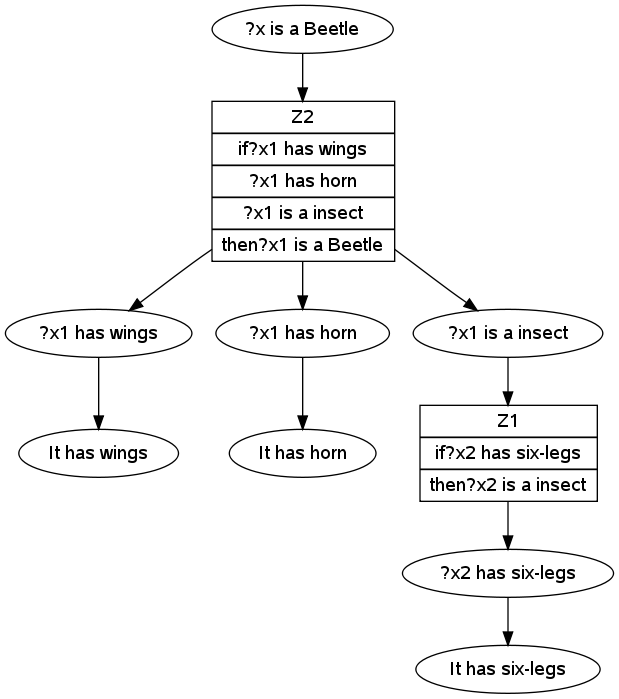 ?x is a Beetle
Z2
if?x1 has wings
?x1 has horn
?x1 is a insect
then?x1 is a Beetle
?x1 has wings
?x1 has horn
?x1 is a insect
It has wings
It has horn
Z1
if?x2 has six-legs
then?x2 is a insect
?x2 has six-legs
It has six-legs